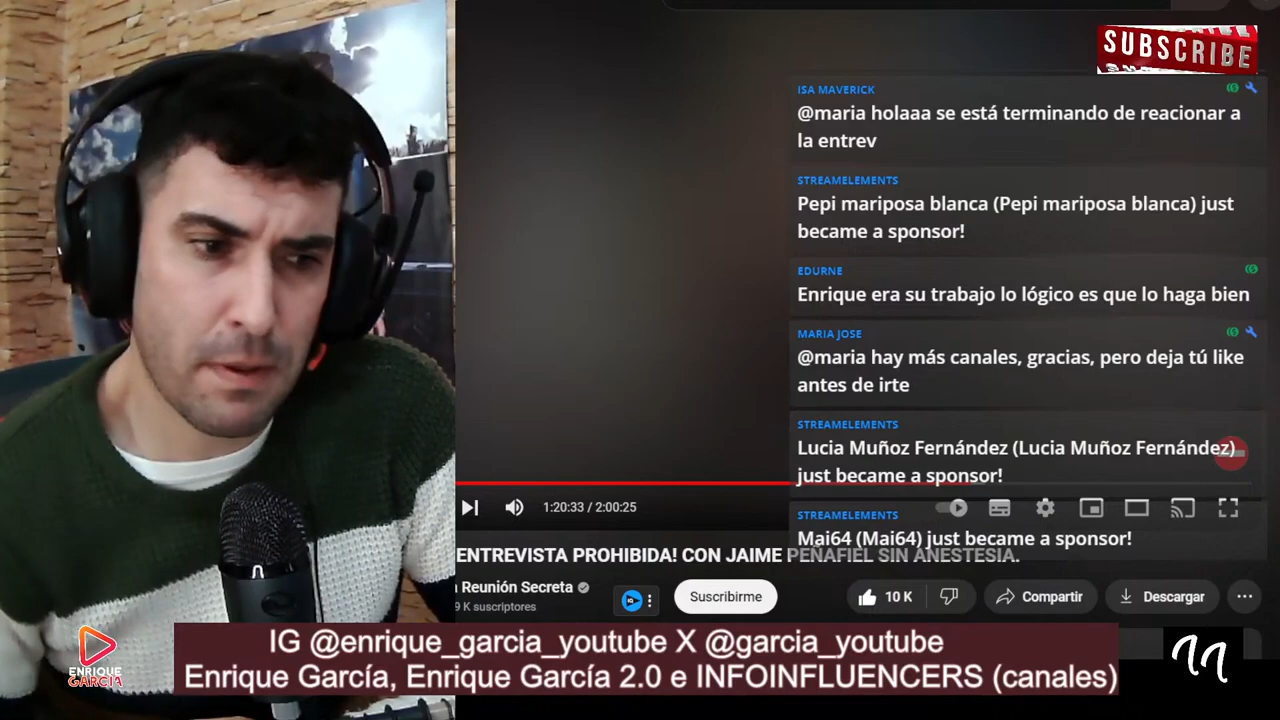 SUBSCRIBE
ISA MAVERICK
@maria holaaa se está terminando de reacionar a
la entrev
STREAMELEMENTS
Pepi mariposa blanca (Pepi mariposa blanca) just
became a sponsor!
EDURNE
Enrique era su trabajo lo lógico es que lo haga bien
MARIA JOSE
@maria hay más canales, gracias, pero deja tú like
antes de irte
STREAMELEMENTS
Lucia Muñoz Fernández (Lucia Muñoz Fernández)
just became a sponsor!
1:20:33 / 2:00:25
STREAMELEMENTS
Mai64 (Mai64) just became a sponsor!
ENTREVISTA PROHIBIDA! CON JAIME PEÑAFIEL SIN ANESTESIA.
a Reunión Secreta
9 K suscriptores
Suscribirme
10 K
Compartir
Descargar
IG @enrique_garcia_youtube X @garcia_youtube
Enrique García, Enrique García 2.0 e INFOINFLUENCERS (canales)
ENRIQUE
GARCÍA